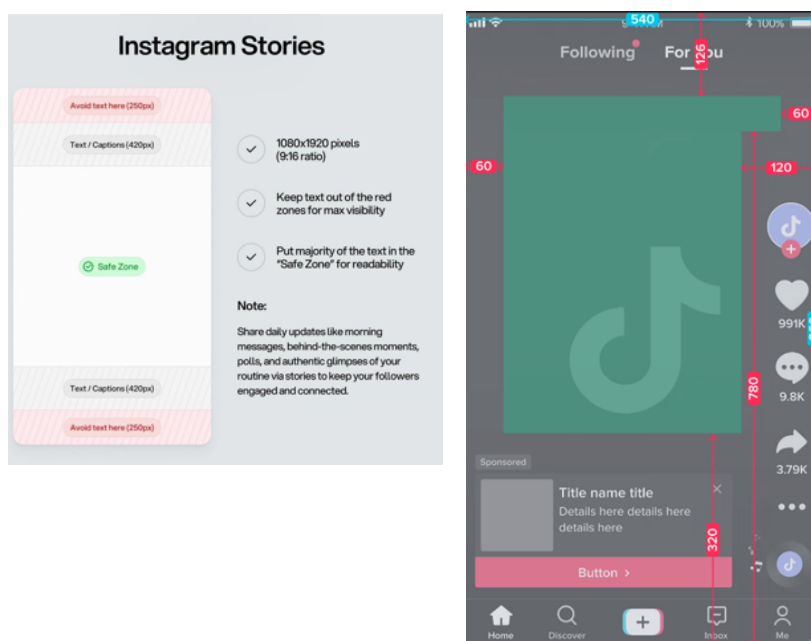 Instagram Stories
Avoid text here (250px)
Text / Captions (420px)
Safe Zone
Text / Captions (420px)
Avoid text here (250px)
1080x1920 pixels
(9:16 ratio)
Keep text out of the red
zones for max visibility
Put majority of the text in the
"Safe Zone" for readability
Note:
Share daily updates like morning
messages, behind-the-scenes moments,
polls, and authentic glimpses of your
routine via stories to keep your followers
engaged and connected.
540
100%
Following
For You
126
60
60
120
991K
780
9.8K
3.79K
Sponsored
Title name title
Details here details here
details here
320
Button >
Home
Discover
Inbox
Me